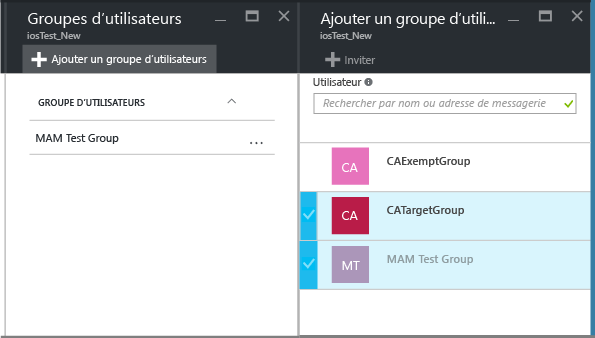 Groupes d'utilisateurs
iosTest_New
Ajouter un groupe d'utilisateurs
GROUPE D'UTILISATEURS
MAM Test Group
...
Ajouter un groupe d'utili...
iosTest_New
Inviter
Utilisateur
Rechercher par nom ou adresse de messagerie
CA CAExemptGroup
CA CATargetGroup
MT MAM Test Group